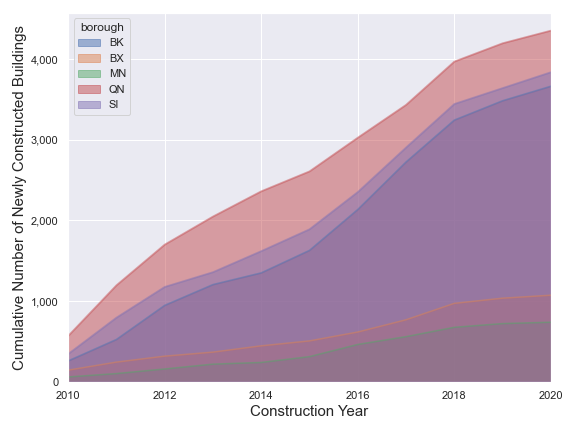 Cumulative Number of Newly Constructed Buildings
borough
BK
BX
MN
QN
SI
4,000
3,000
2,000
1,000
0
2010 2012 2014 2016 2018 2020
Construction Year